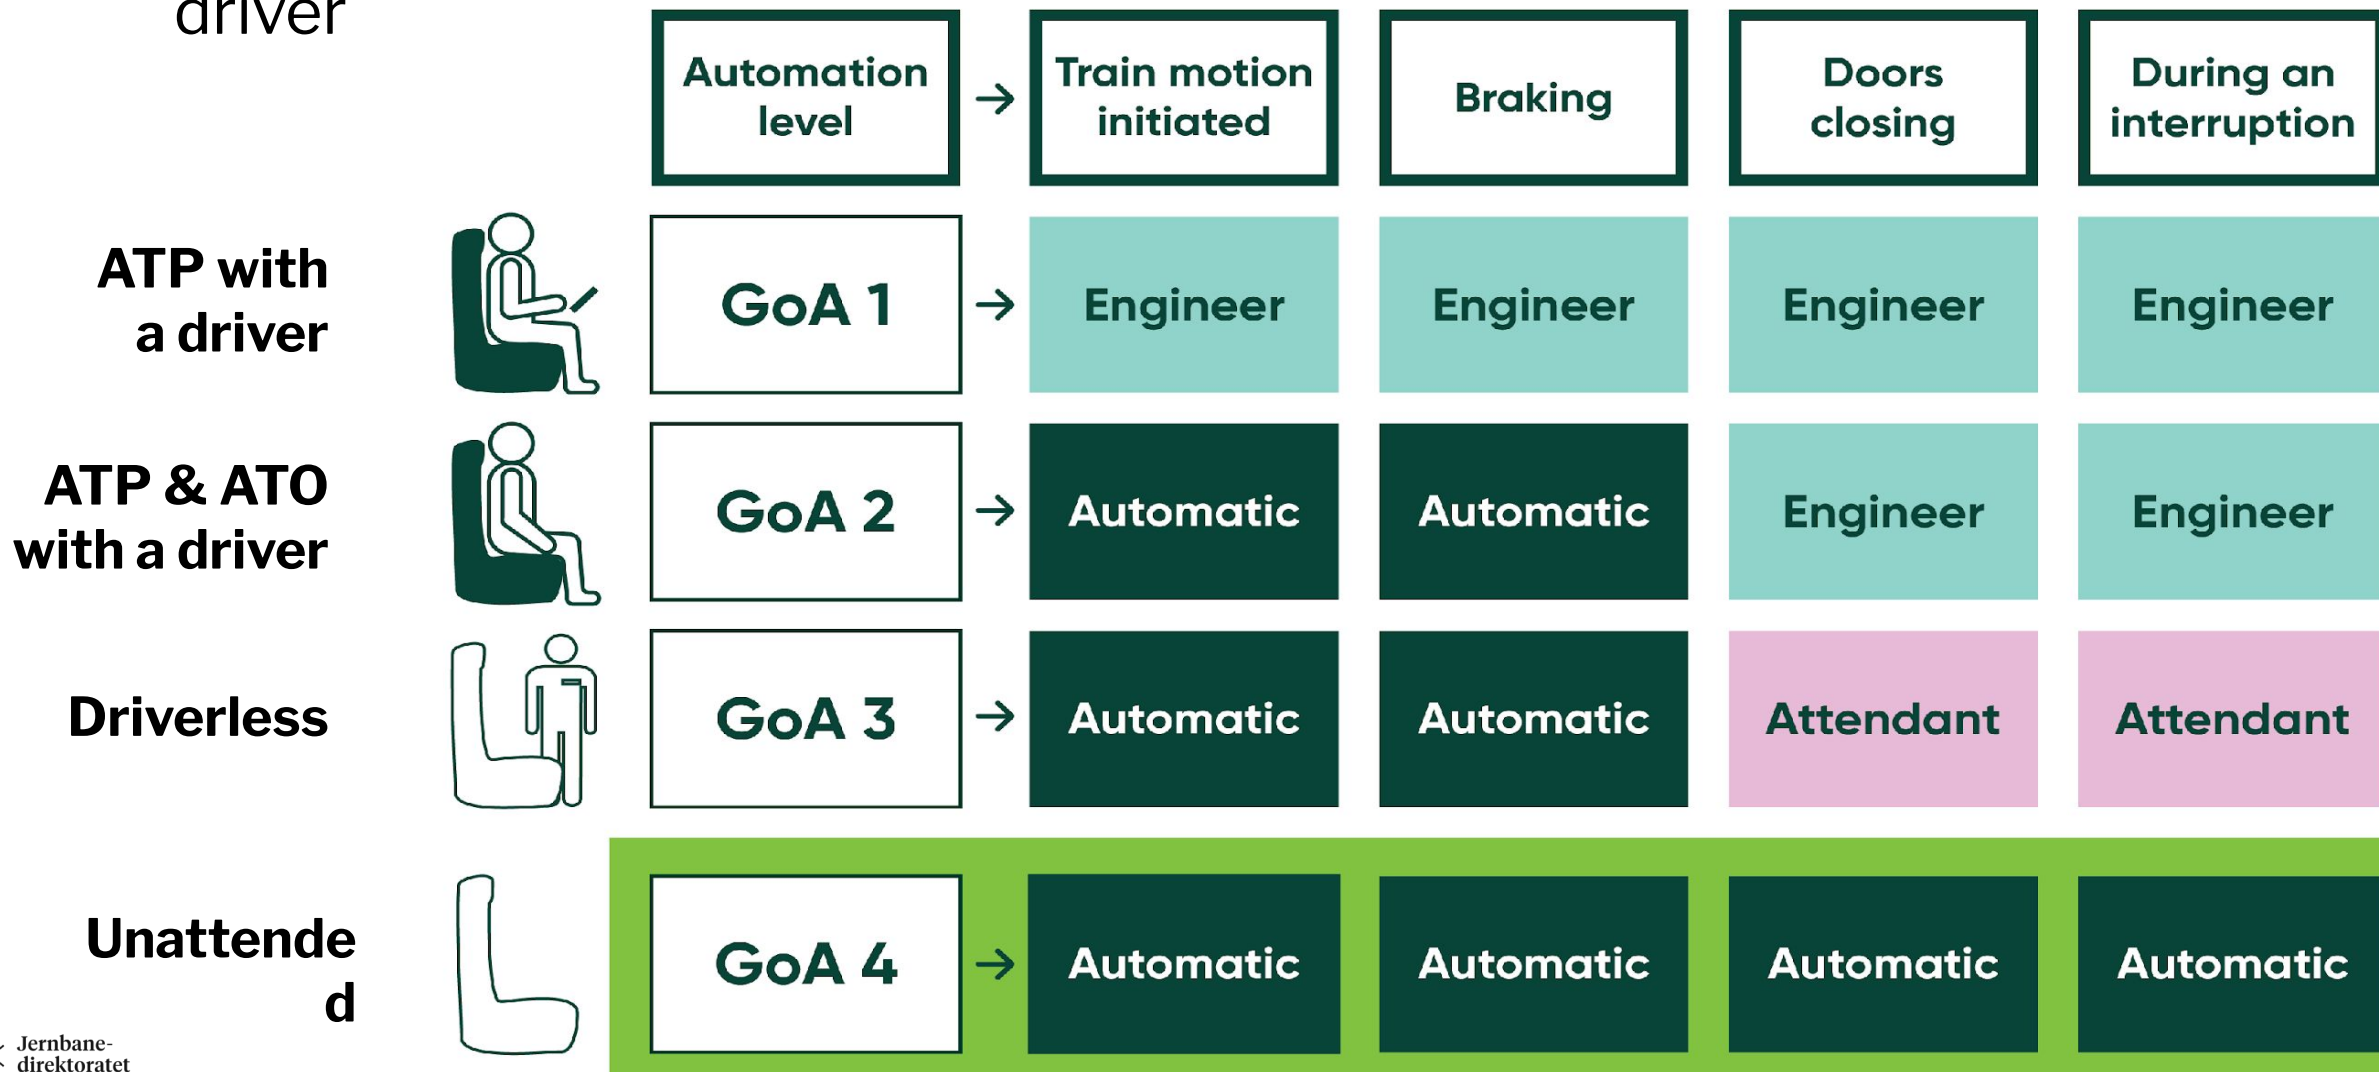 driver
Automation level → Train motion initiated Braking Doors closing During an interruption
ATP with
a driver
GoA 1 → Engineer Engineer Engineer Engineer
ATP & ATO
with a driver
GoA 2 → Automatic Automatic Engineer Engineer
Driverless
GoA 3 → Automatic Automatic Attendant Attendant
Unattende
d
GoA 4 → Automatic Automatic Automatic Automatic
Jernbane-
direktoratet